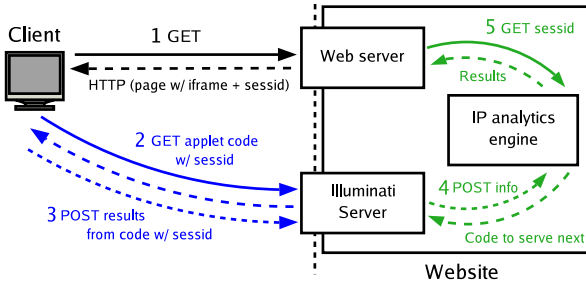 Client
1 GET
HTTP (page w/ iframe + sessid)
2 GET applet code
w/ sessid
3 POST results
from code w/ sessid
Web server
5 GET sessid
Results
IP analytics
engine
Illuminati
Server
4 POST info
Code to serve next
Website